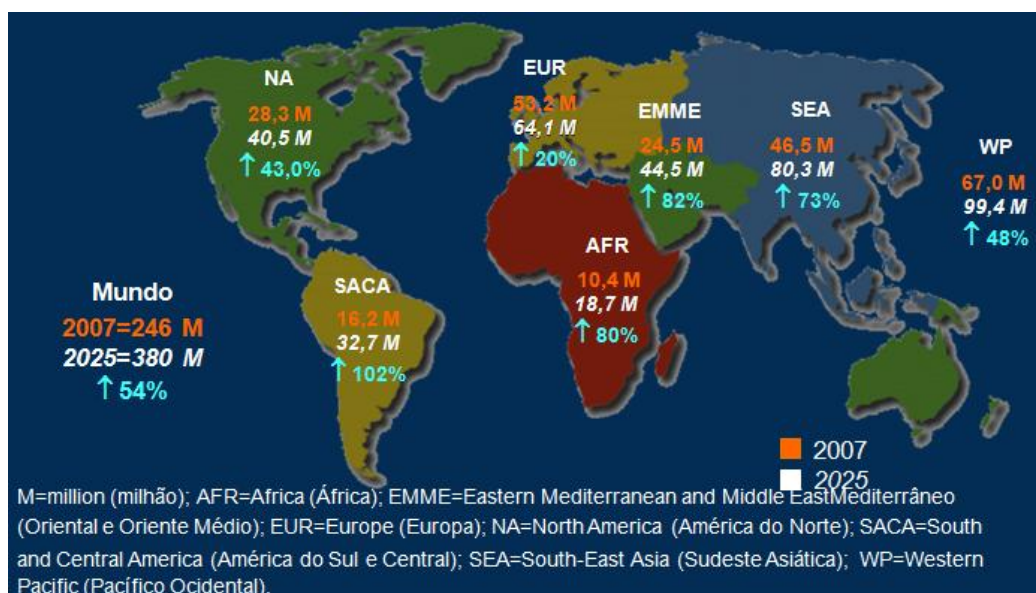 NA
28,3 M
40,5 M
↑ 43,0%
EUR
53,2 M
64,1 M
↑ 20%
EMME
24,5 M
44,5 M
↑ 82%
SEA
46,5 M
80,3 M
↑ 73%
WP
67,0 M
99,4 M
↑ 48%
AFR
10,4 M
18,7 M
↑ 80%
SACA
16,2 M
32,7 M
↑ 102%
Mundo
2007=246 M
2025=380 M
↑ 54%
2007
2025
M=million (milhão); AFR=Africa (África); EMME=Eastern Mediterranean and Middle EastMediterrâneo
(Oriental e Oriente Médio); EUR=Europe (Europa); NA=North America (América do Norte); SACA=South
and Central America (América do Sul e Central); SEA=South-East Asia (Sudeste Asiática); WP=Western
Pacific (Pacífico Ocidental).